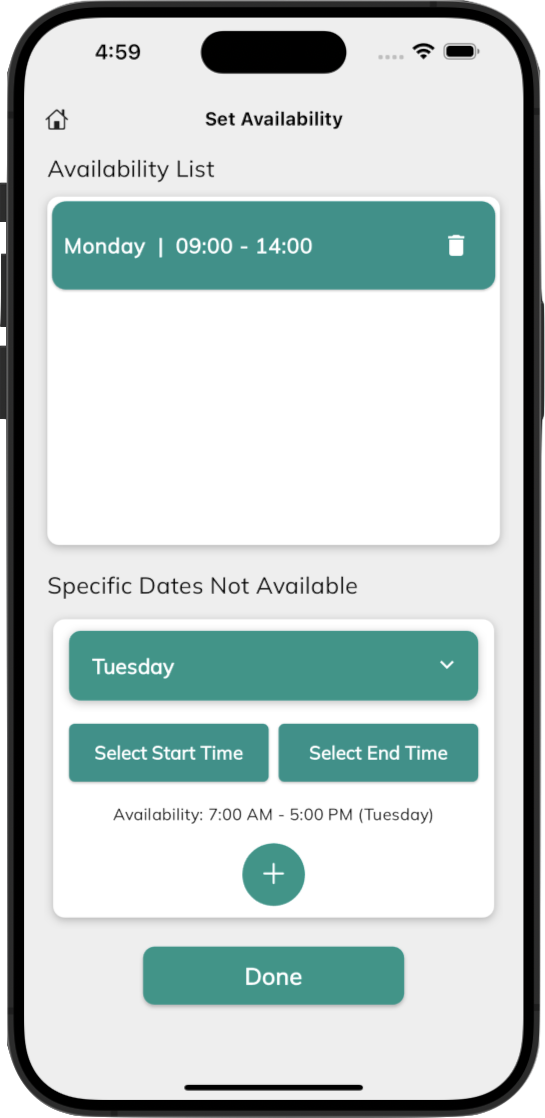 4:59
Set Availability
Availability List
Monday | 09:00 - 14:00
Specific Dates Not Available
Tuesday
Select Start Time
Select End Time
Availability: 7:00 AM - 5:00 PM (Tuesday)
+
Done